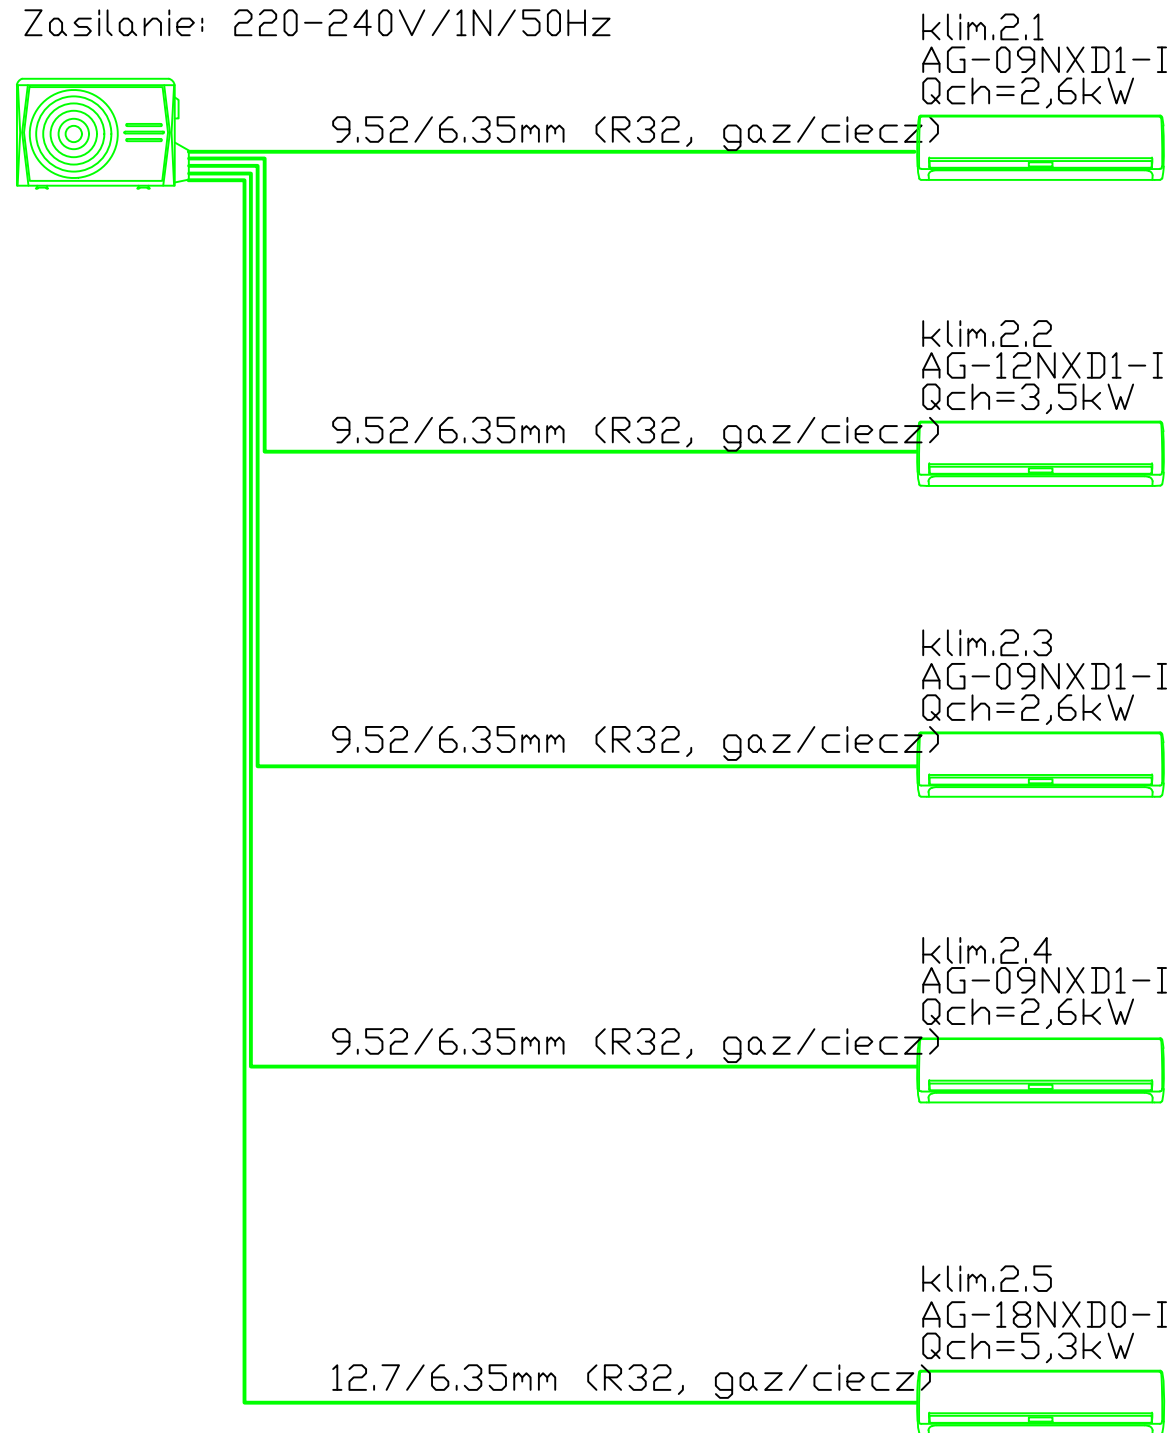 Zasilanie: 220-240V/1N/50Hz
klim.2.1
AG-09NXD1-I
Qch=2,6kW
9.52/6.35mm (R32, gaz/ciecz)
klim.2.2
AG-12NXD1-I
Qch=3,5kW
9.52/6.35mm (R32, gaz/ciecz)
klim.2.3
AG-09NXD1-I
Qch=2,6kW
9.52/6.35mm (R32, gaz/ciecz)
klim.2.4
AG-09NXD1-I
Qch=2,6kW
9.52/6.35mm (R32, gaz/ciecz)
klim.2.5
AG-18NXD0-I
Qch=5,3kW
12.7/6.35mm (R32, gaz/ciecz)